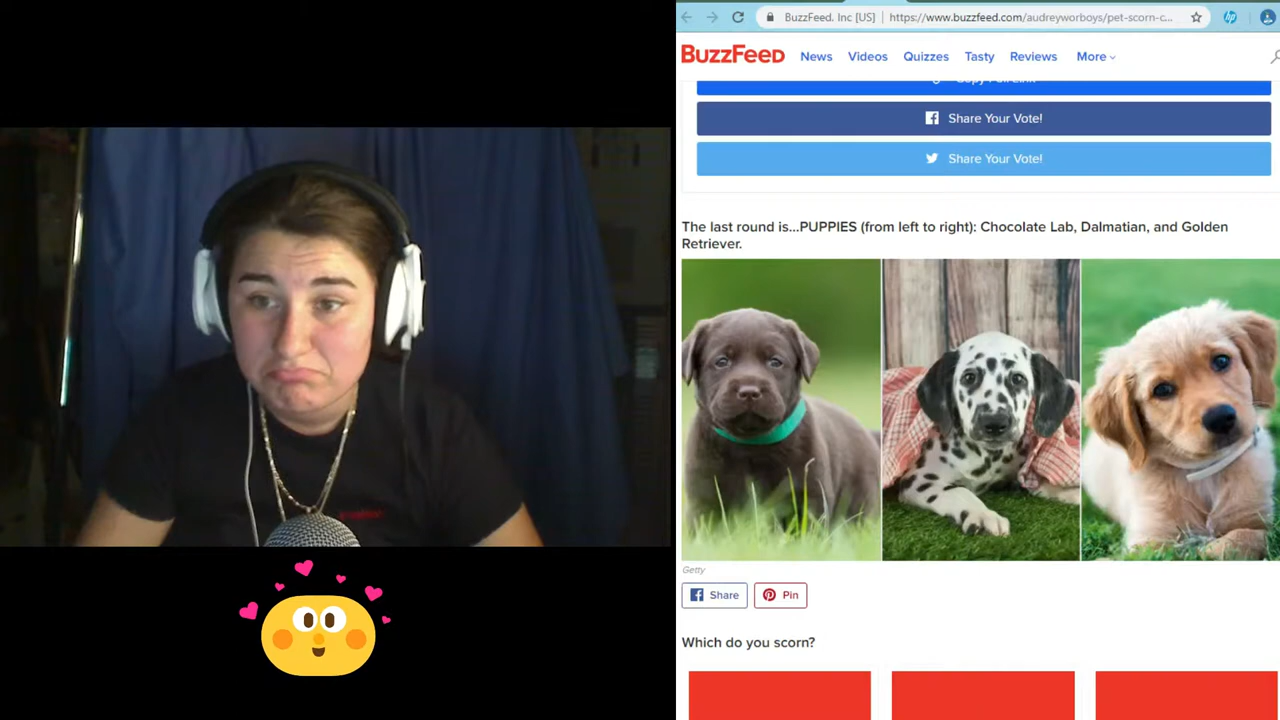 BuzzFeed, Inc [US]
https://www.buzzfeed.com/audreyworboys/pet-scorn-c...
BuzzFeed
News
Videos
Quizzes
Tasty
Reviews
More
Share Your Vote!
Share Your Vote!
The last round is...PUPPIES (from left to right): Chocolate Lab, Dalmatian, and Golden
Retriever.
Getty
Share
Pin
Which do you scorn?